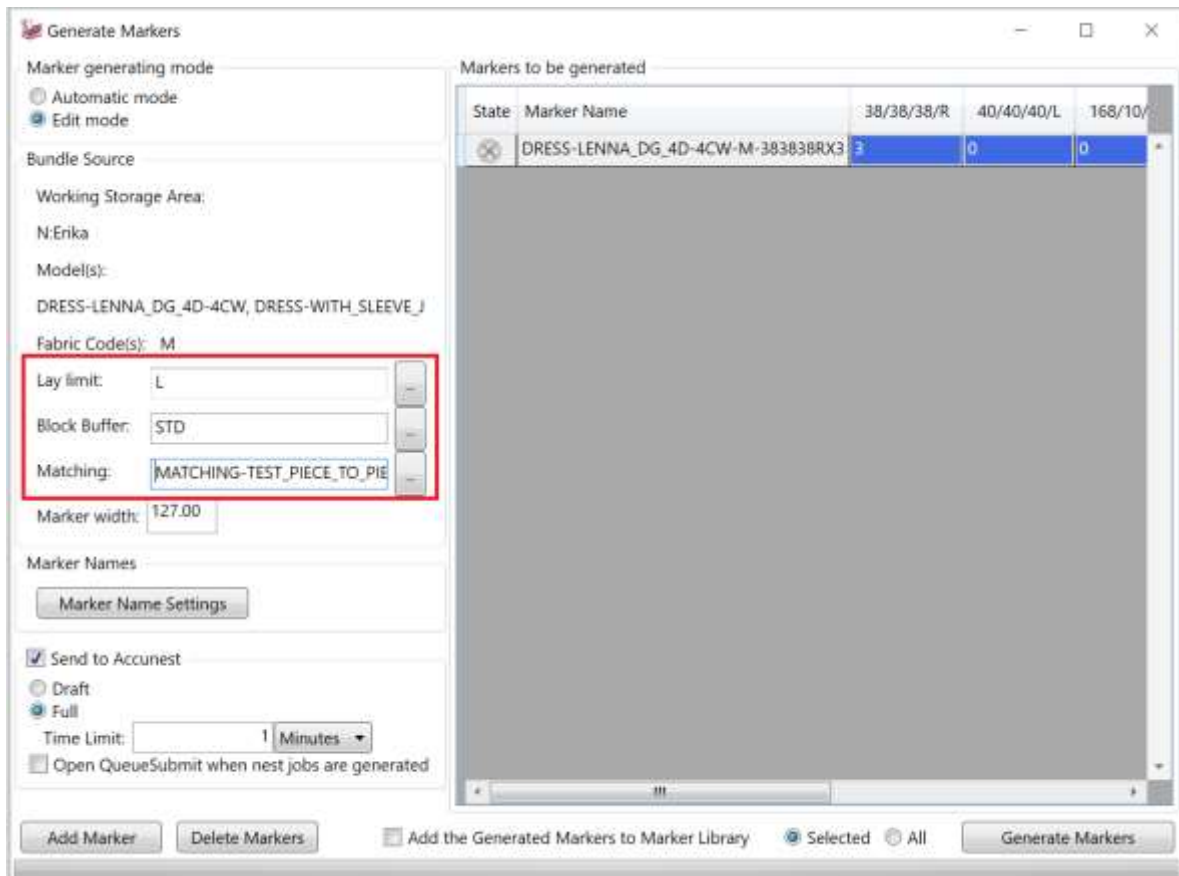 Generate Markers
Marker generating mode
Automatic mode
Edit mode
Bundle Source
Working Storage Area:
N:Erika
Model(s):
DRESS-LENNA_DG_4D-4CW, DRESS-WITH_SLEEVE_J
Fabric Code(s): M
Lay limit: L ...
Block Buffer: STD ...
Matching: MATCHING-TEST_PIECE_TO_PIE ...
Marker width: 127.00
Marker Names
Marker Name Settings
Send to Accunest
Draft
Full
Time Limit: 1 Minutes
Open QueueSubmit when nest jobs are generated
Markers to be generated
State Marker Name 38/38/38/R 40/40/40/L 168/10/
DRESS-LENNA_DG_4D-4CW-M-383838RX3 3 0 0
Add Marker Delete Markers Add the Generated Markers to Marker Library Selected All Generate Markers